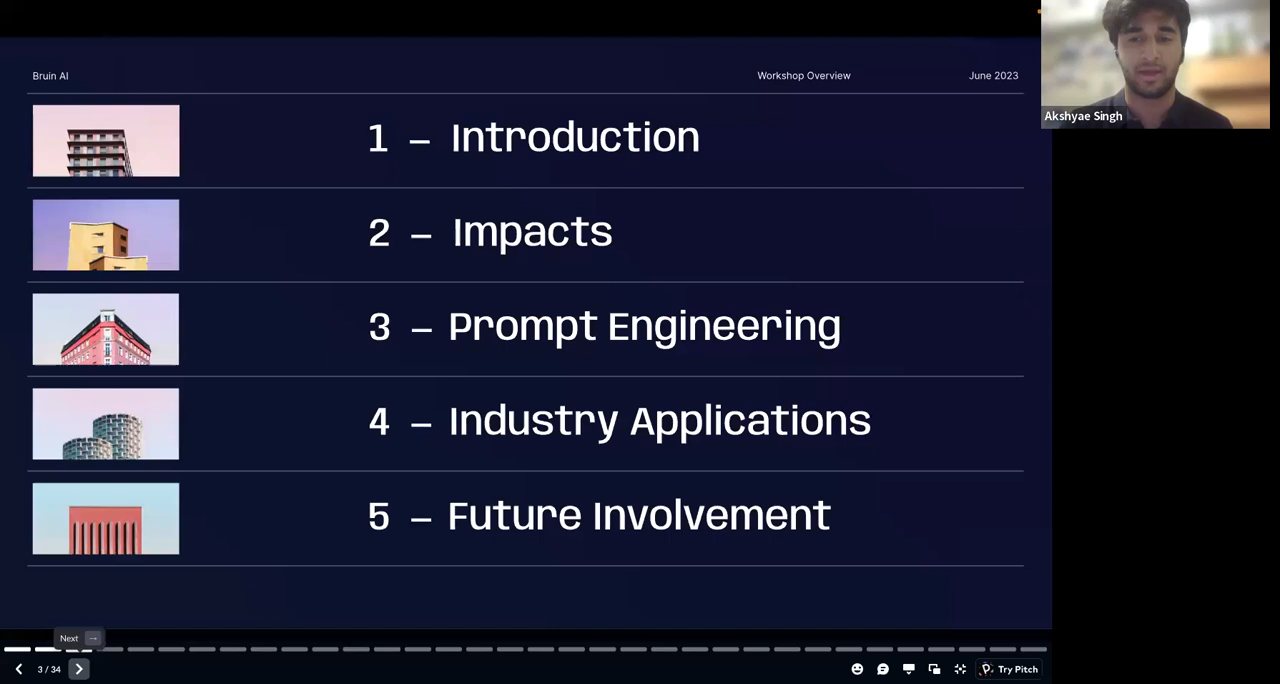 Bruin AI
Workshop Overview
June 2023
Akshyae Singh
1 – Introduction
2 – Impacts
3 – Prompt Engineering
4 – Industry Applications
5 – Future Involvement
Next →
3 / 34
Try Pitch